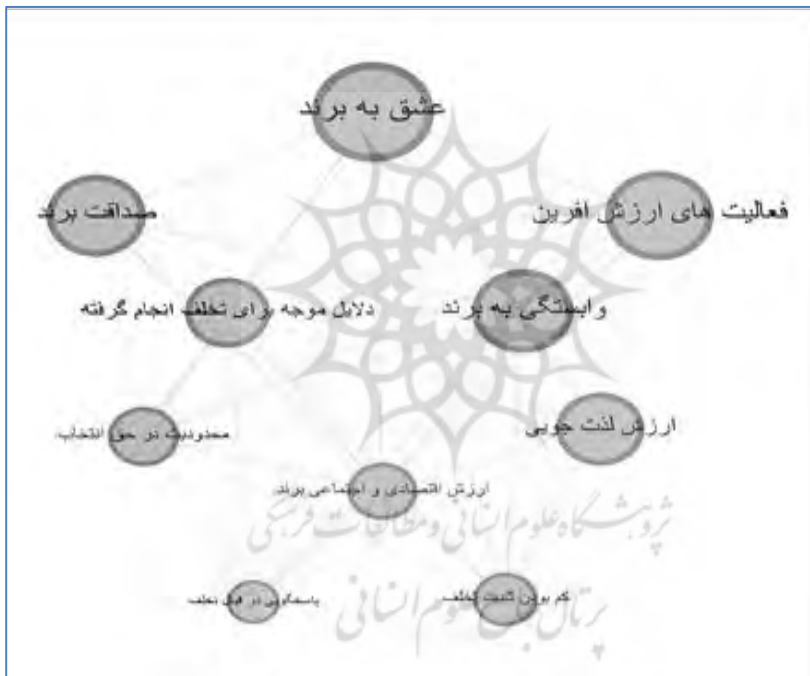 عشق به برند
صداقت برند
فعالیت های ارزش افرین
دلایل موجه برای تخلف انجام گرفته
وابستگی به برند
محدودیت در حق انتخاب
ارزش لذت جویی
ارزش اقتصادی و اجتماعی برند
پژوهشگاه علوم انسانی و مطالعات فرهنگی
کم بودن شدت تخلف
پاسخگویی در قبال تخلف
پرتال جامع علوم انسانی